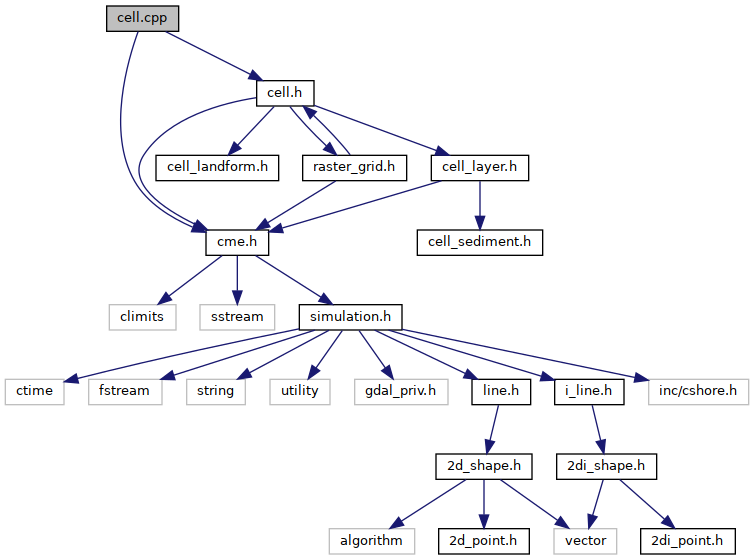 cell.cpp
cell.h
cell_landform.h
raster_grid.h
cell_layer.h
cme.h
cell_sediment.h
climits
sstream
simulation.h
ctime
fstream
string
utility
gdal_priv.h
line.h
i_line.h
inc/cshore.h
2d_shape.h
2di_shape.h
algorithm
2d_point.h
vector
2di_point.h